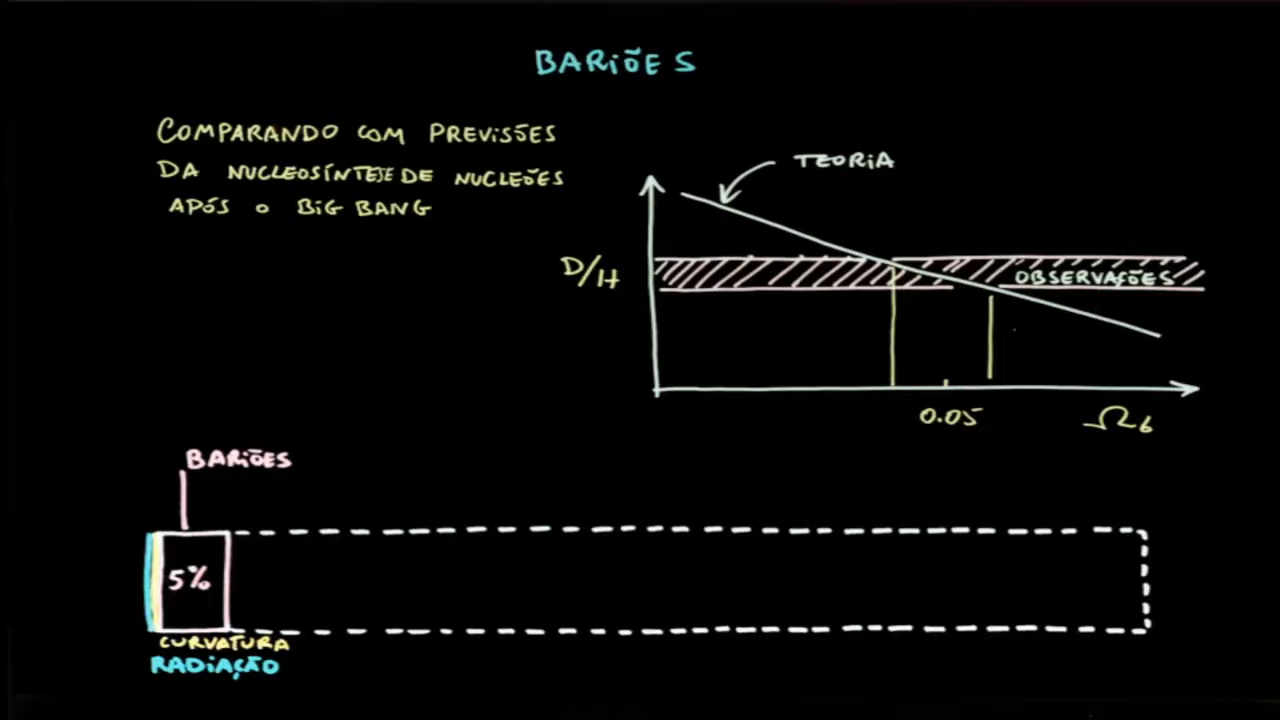 BARIÕES
COMPARANDO COM PREVISÕES
DA NUCLEOSÍNTESE DE NUCLEÕES
APÓS O BIG BANG
TEORIA
D/H
OBSERVAÇÕES
0.05
Ωb
BARIÕES
5%
CURVATURA
RADIAÇÃO